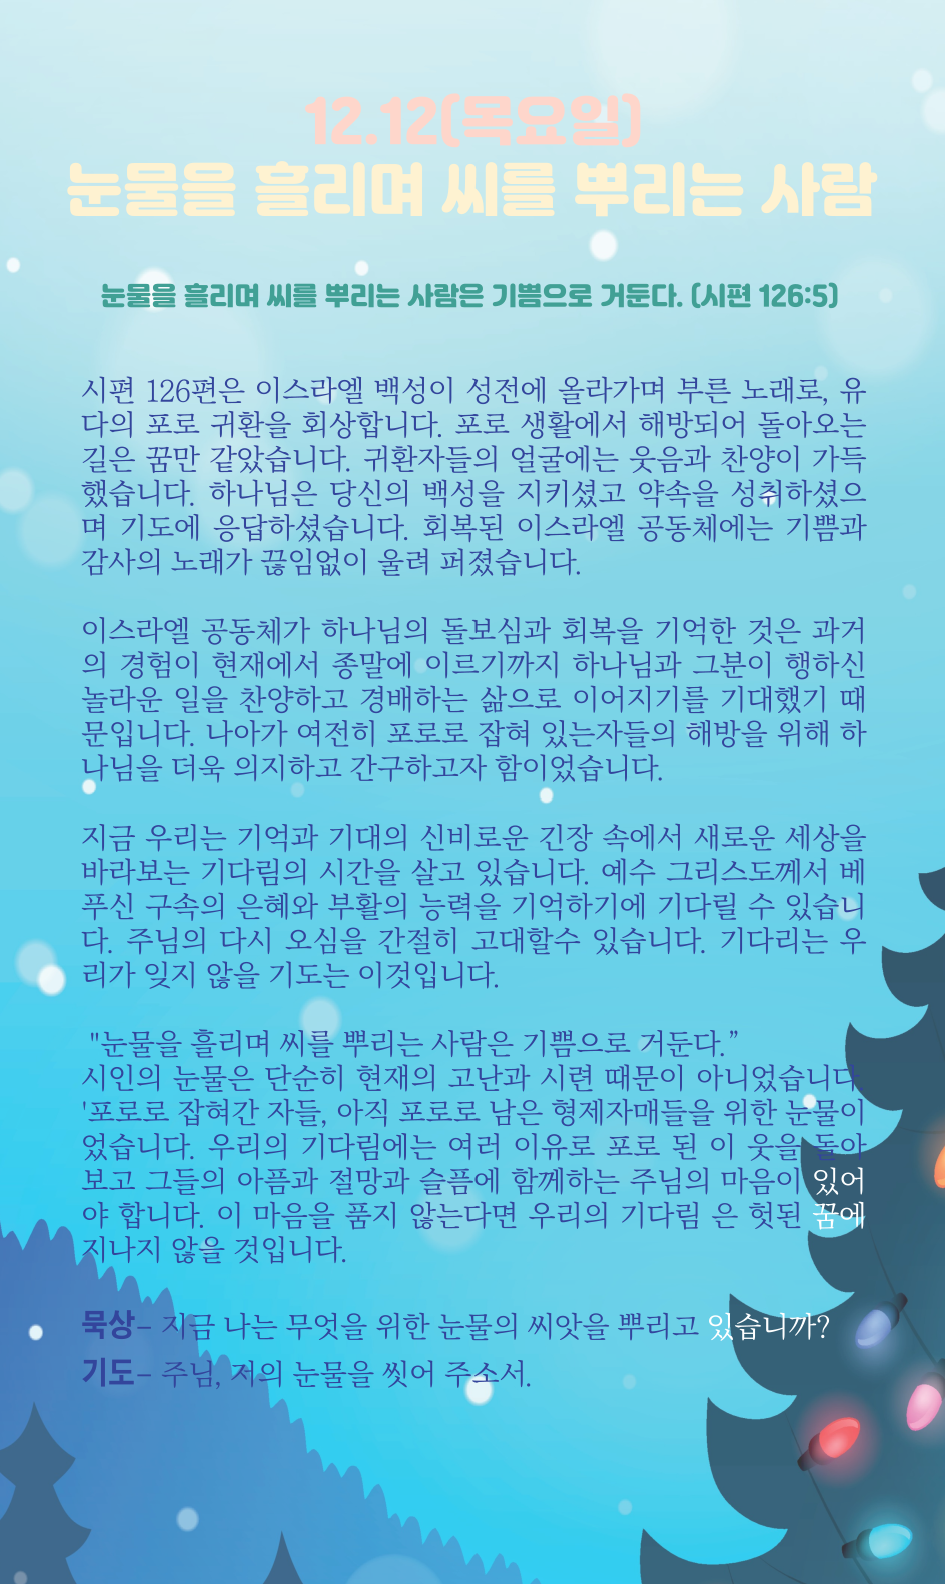 12.12(목요일)
눈물을 흘리며 씨를 뿌리는 사람
눈물을 흘리며 씨를 뿌리는 사람은 기쁨으로 거둔다. (시편 126:5)
시편 126편은 이스라엘 백성이 성전에 올라가며 부른 노래로, 유
다의 포로 귀환을 회상합니다. 포로 생활에서 해방되어 돌아오는
길은 꿈만 같았습니다. 귀환자들의 얼굴에는 웃음과 찬양이 가득
했습니다. 하나님은 당신의 백성을 지키셨고 약속을 성취하셨으
며 기도에 응답하셨습니다. 회복된 이스라엘 공동체에는 기쁨과
감사의 노래가 끊임없이 울려 퍼졌습니다.
이스라엘 공동체가 하나님의 돌보심과 회복을 기억한 것은 과거
의 경험이 현재에서 종말에 이르기까지 하나님과 그분이 행하신
놀라운 일을 찬양하고 경배하는 삶으로 이어지기를 기대했기 때
문입니다. 나아가 여전히 포로로 잡혀 있는자들의 해방을 위해 하
나님을 더욱 의지하고 간구하고자 함이었습니다.
지금 우리는 기억과 기대의 신비로운 긴장 속에서 새로운 세상을
바라보는 기다림의 시간을 살고 있습니다. 예수 그리스도께서 베
푸신 구속의 은혜와 부활의 능력을 기억하기에 기다릴 수 있습니
다. 주님의 다시 오심을 간절히 고대할수 있습니다. 기다리는 우
리가 잊지 않을 기도는 이것입니다.
"눈물을 흘리며 씨를 뿌리는 사람은 기쁨으로 거둔다.”
시인의 눈물은 단순히 현재의 고난과 시련 때문이 아니었습니다.
'포로로 잡혀간 자들, 아직 포로로 남은 형제자매들을 위한 눈물이
었습니다. 우리의 기다림에는 여러 이유로 포로 된 이 웃을 돌아
보고 그들의 아픔과 절망과 슬픔에 함께하는 주님의 마음이 있어
야 합니다. 이 마음을 품지 않는다면 우리의 기다림 은 헛된 꿈에
지나지 않을 것입니다.
묵상- 지금 나는 무엇을 위한 눈물의 씨앗을 뿌리고 있습니까?
기도- 주님, 저의 눈물을 씻어 주소서.